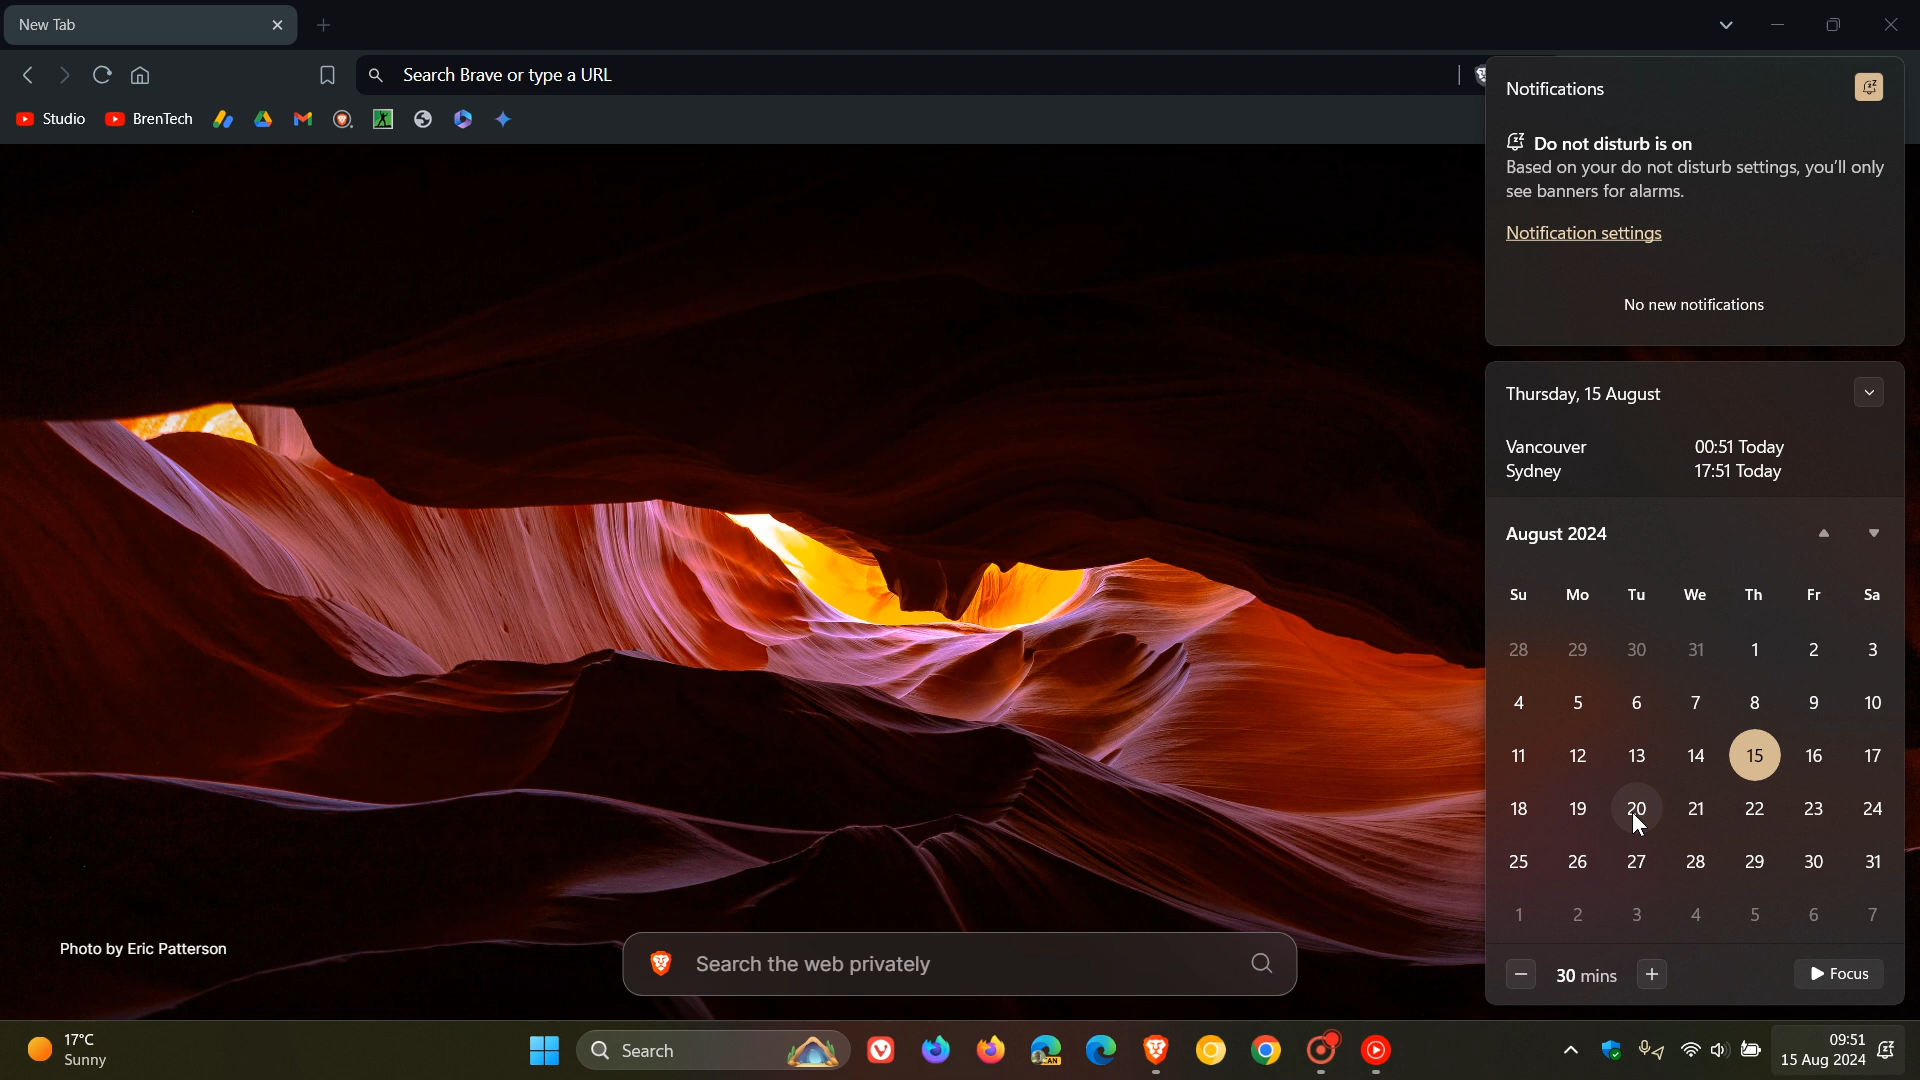 New Tab
Search Brave or type a URL
Studio
BrenTech
Notifications
Do not disturb is on
Based on your do not disturb settings, you'll only
see banners for alarms.
Notification settings
No new notifications
Thursday, 15 August
Vancouver 00:51 Today
Sydney 17:51 Today
August 2024
Su Mo Tu We Th Fr Sa
28 29 30 31 1 2 3
4 5 6 7 8 9 10
11 12 13 14 15 16 17
18 19 20 21 22 23 24
25 26 27 28 29 30 31
1 2 3 4 5 6 7
30 mins
Focus
Photo by Eric Patterson
Search the web privately
17°C
Sunny
Search
CAN
09:51
15 Aug 2024